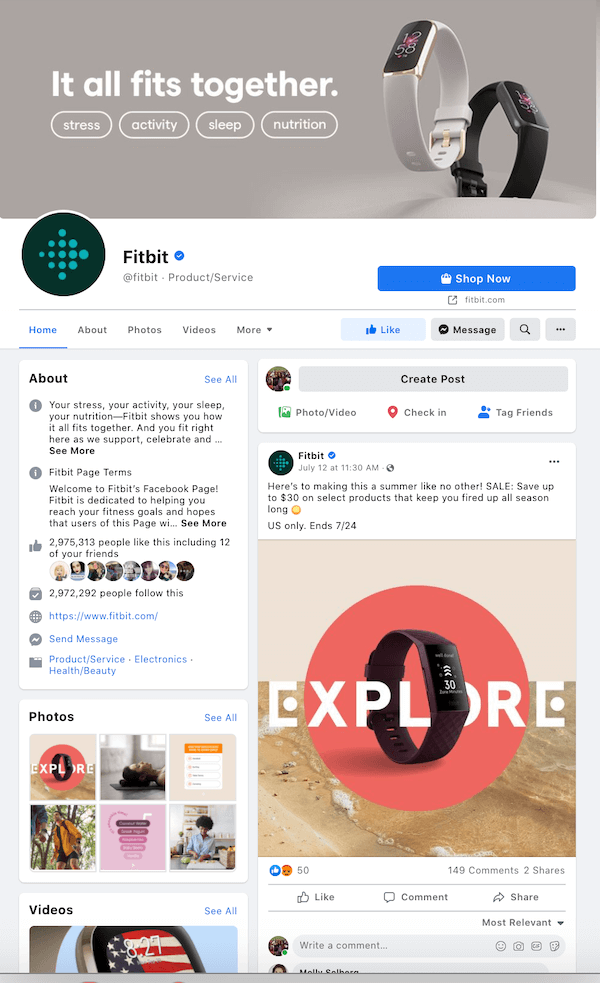 It all fits together.
stress activity sleep nutrition
Fitbit
@fitbit · Product/Service
Shop Now
fitbit.com
Home About Photos Videos More
Like Message
About See All
Your stress, your activity, your sleep,
your nutrition—Fitbit shows you how
it all fits together. And you fit right
here as we support, celebrate and ...
See More
Fitbit Page Terms
Welcome to Fitbit's Facebook Page!
Fitbit is dedicated to helping you
reach your fitness goals and hopes
that users of this Page wi... See More
2,975,313 people like this including 12
of your friends
2,972,292 people follow this
https://www.fitbit.com/
Send Message
Product/Service · Electronics ·
Health/Beauty
Photos See All
EXPLORE
Videos See All
8:27
Create Post
Photo/Video Check in Tag Friends
Fitbit
July 12 at 11:30 AM ·
Here's to making this a summer like no other! SALE: Save up
to $30 on select products that keep you fired up all season
long
US only. Ends 7/24
EXPLORE
30
50 149 Comments 2 Shares
Like Comment Share
Most Relevant
Write a comment...
Molly Solberg